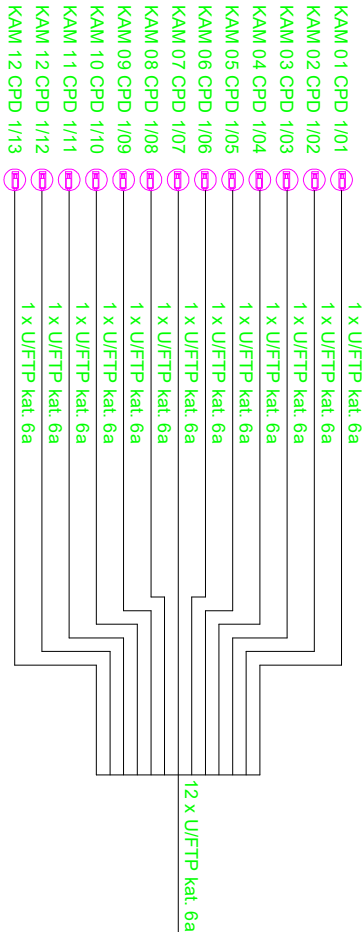 KAM 01 CPD 1/01
1 x U/FTP kat. 6a
KAM 02 CPD 1/02
1 x U/FTP kat. 6a
KAM 03 CPD 1/03
1 x U/FTP kat. 6a
KAM 04 CPD 1/04
1 x U/FTP kat. 6a
KAM 05 CPD 1/05
1 x U/FTP kat. 6a
KAM 06 CPD 1/06
1 x U/FTP kat. 6a
KAM 07 CPD 1/07
1 x U/FTP kat. 6a
12 x U/FTP kat. 6a
KAM 08 CPD 1/08
1 x U/FTP kat. 6a
KAM 09 CPD 1/09
1 x U/FTP kat. 6a
KAM 10 CPD 1/10
1 x U/FTP kat. 6a
KAM 11 CPD 1/11
1 x U/FTP kat. 6a
KAM 12 CPD 1/12
1 x U/FTP kat. 6a
KAM 12 CPD 1/13
1 x U/FTP kat. 6a